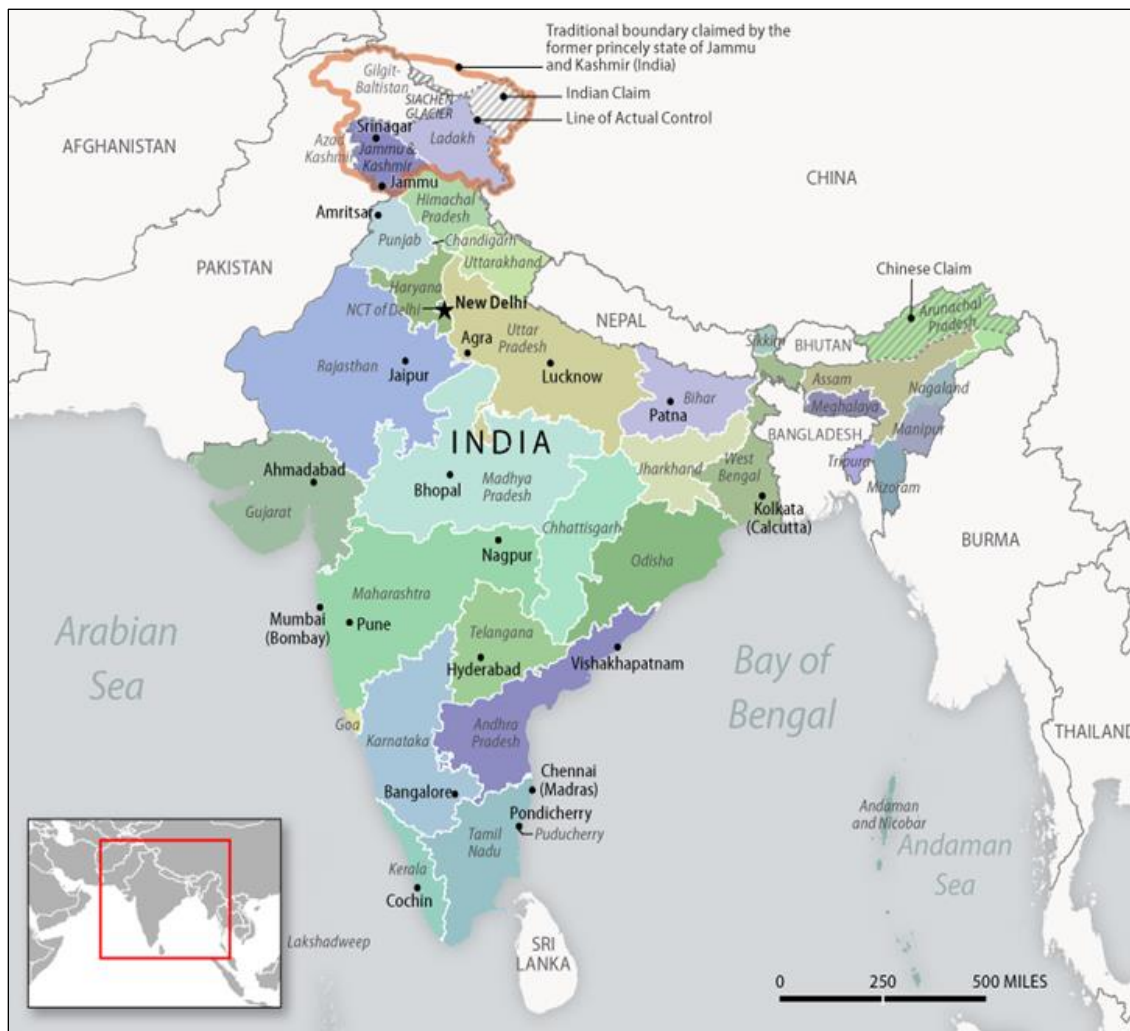 Traditional boundary claimed by the
former princely state of Jammu
and Kashmir (India)
Gilgit-
Baltistan
Indian Claim
SIACHEN
GLACIER
Line of Actual Control
Srinagar
Ladakh
Azad
Kashmir
Jammu &
Kashmir
AFGHANISTAN
CHINA
Jammu
Himachal
Pradesh
Amritsar
Punjab
Chandigarh
Uttarakhand
PAKISTAN
Chinese Claim
Haryana
NCT of Delhi
New Delhi
Arunachal
Pradesh
NEPAL
Uttar
Pradesh
Sikkim
BHUTAN
Agra
Rajasthan
Jaipur
Lucknow
Assam
Nagaland
Bihar
Patna
Meghalaya
Manipur
BANGLADESH
INDIA
Ahmadabad
Bhopal
Madhya
Pradesh
Jharkhand
West
Bengal
Tripura
Mizoram
Gujarat
Kolkata
(Calcutta)
Chhattisgarh
Nagpur
BURMA
Odisha
Maharashtra
Mumbai
(Bombay)
Pune
Telangana
Hyderabad
Vishakhapatnam
Arabian
Sea
Bay of
Bengal
Goa
Karnataka
Andhra
Pradesh
THAILAND
Bangalore
Chennai
(Madras)
Pondicherry
Puducherry
Andaman
and Nicobar
Tamil
Nadu
Andaman
Sea
Kerala
Cochin
Lakshadweep
SRI
LANKA
0 250 500 MILES